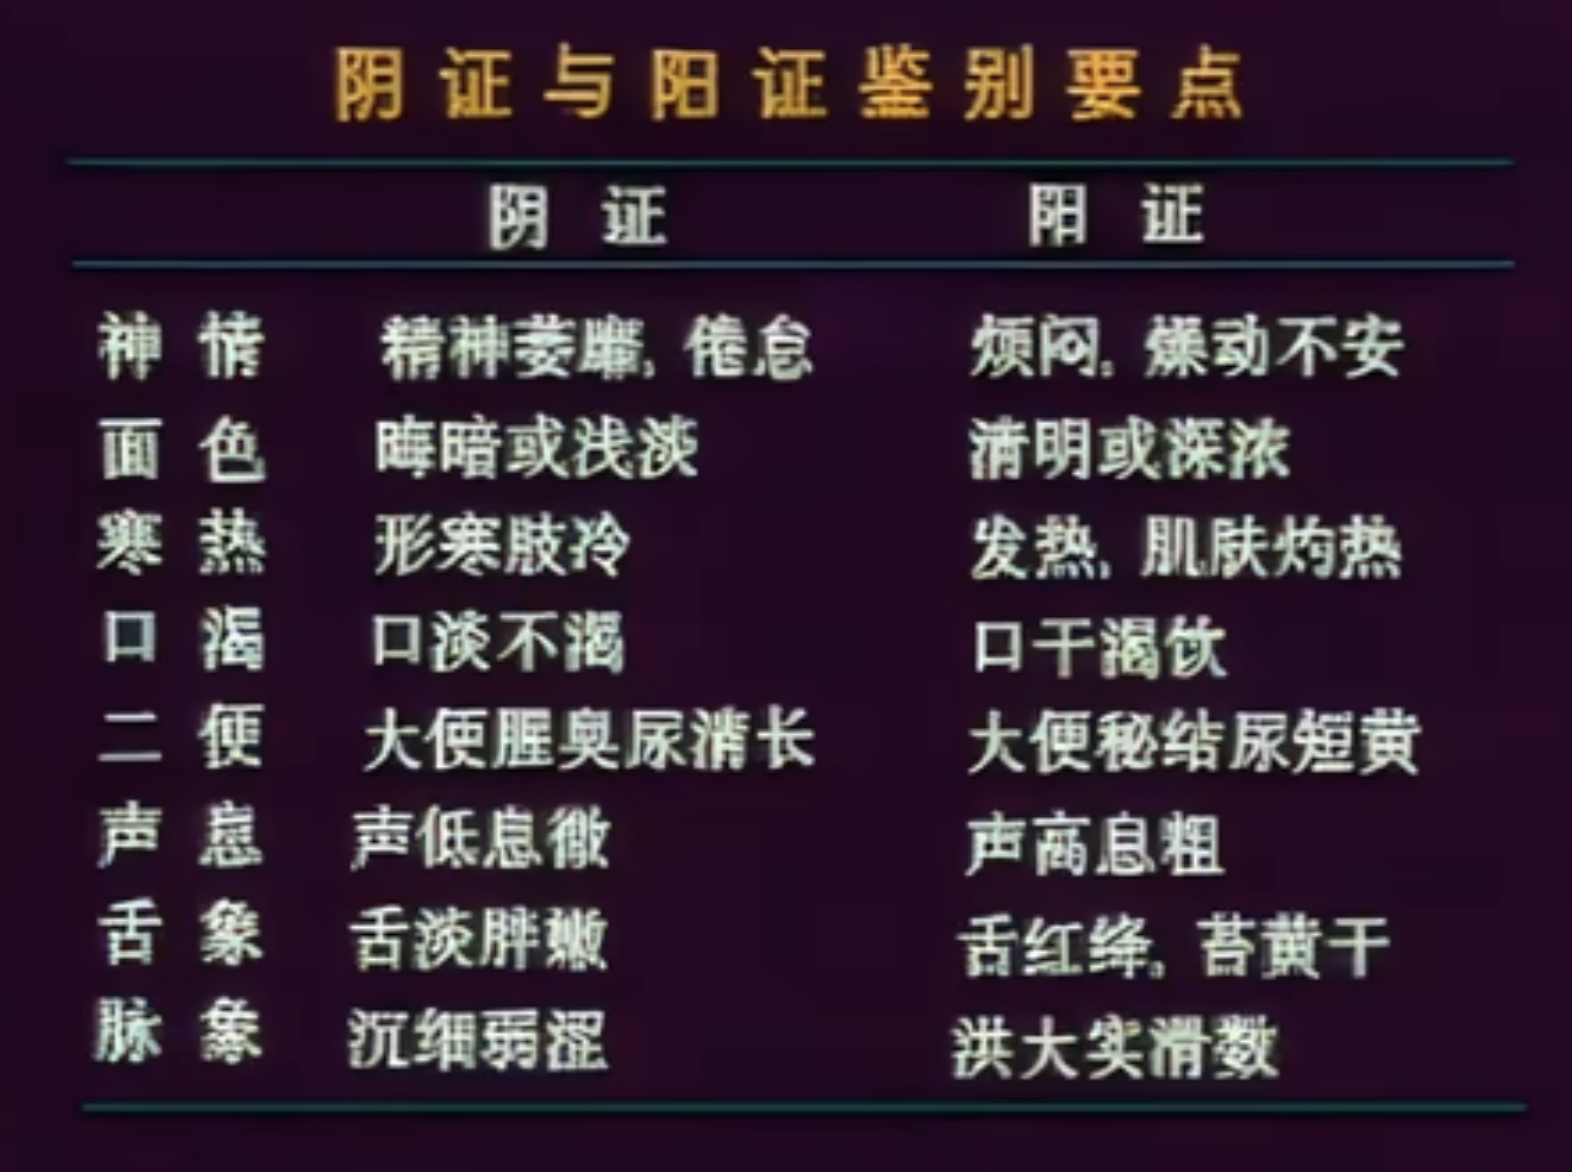 阴证与阳证鉴别要点
阴证 阳证
神情 精神萎靡,倦怠 烦闷,燥动不安
面色 晦暗或浅淡 清明或深浓
寒热 形寒肢冷 发热,肌肤灼热
口渴 口淡不渴 口干渴饮
二便 大便腥臭尿清长 大便秘结尿短黄
声息 声低息微 声高息粗
舌象 舌淡胖嫩 舌红绛,苔黄干
脉象 沉细弱涩 洪大实滑数